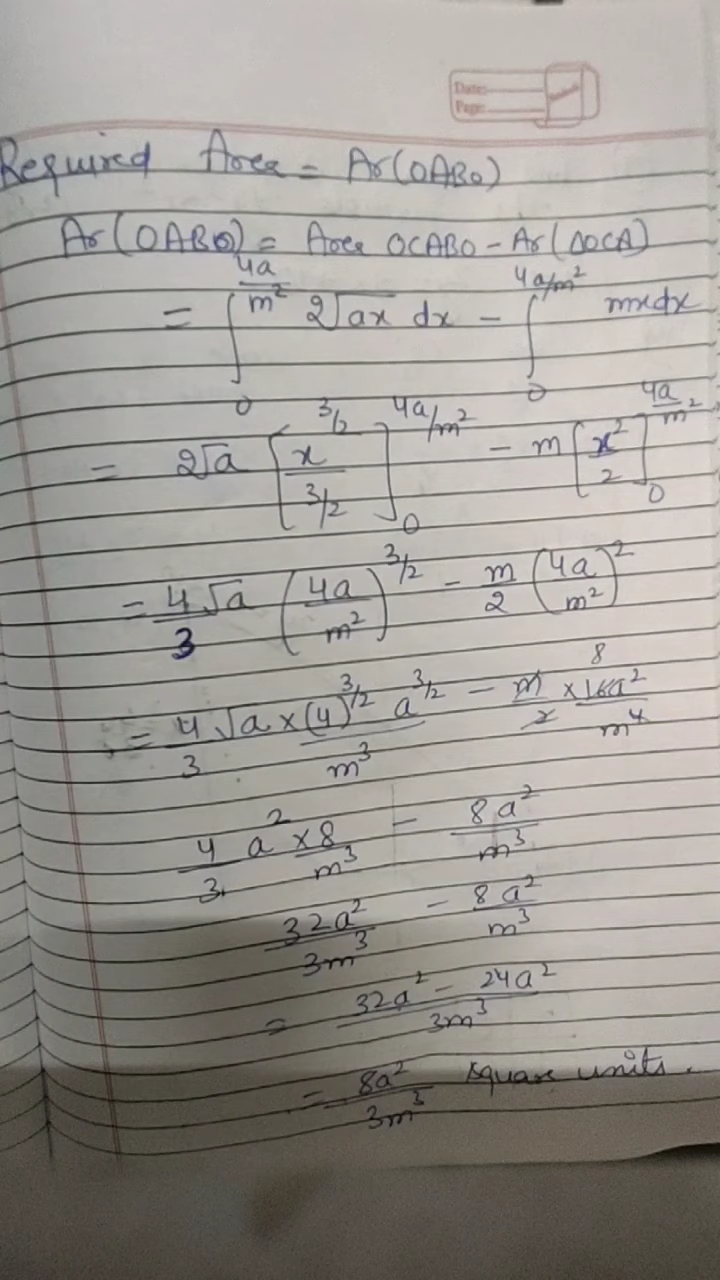 Date:
Page:
Required Area = Ar(OABO)
Ar(OABO) = Area OCABO - Ar(ΔOCA)
= ∫₀^(4a/m²) 2√ax dx - ∫₀^(4a/m²) mxdx
= 2√a [x^(3/2) / (3/2)]₀^(4a/m²) - m [x²/2]₀^(4a/m²)
= 4√a/3 (4a/m²)^(3/2) - m/2 (4a/m²)²
= 4/3 √a × (4)^(3/2) a^(3/2) / m³ - m/2 × 16a²/m⁴ 8
4/3 a² × 8/m³ - 8a²/m³
32a²/3m³ - 8a²/m³
= (32a² - 24a²)/3m³
= 8a²/3m³ square units.